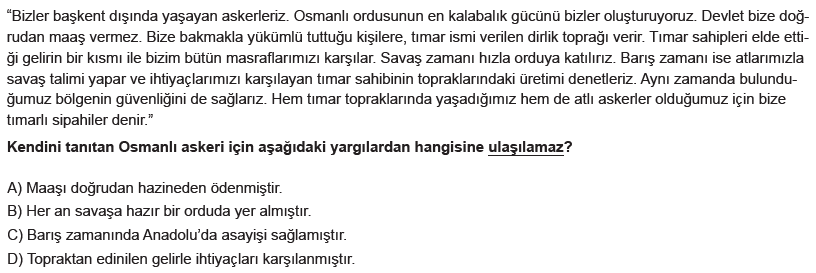 “Bizler başkent dışında yaşayan askerleriz. Osmanlı ordusunun en kalabalık gücünü bizler oluşturuyoruz. Devlet bize doğ-
rudan maaş vermez. Bize bakmakla yükümlü tuttuğu kişilere, tımar ismi verilen dirlik toprağı verir. Tımar sahipleri elde etti-
ği gelirin bir kısmı ile bizim bütün masraflarımızı karşılar. Savaş zamanı hızla orduya katılırız. Barış zamanı ise atlarımızla
savaş talimi yapar ve ihtiyaçlarımızı karşılayan tımar sahibinin topraklarındaki üretimi denetleriz. Aynı zamanda bulundu-
ğumuz bölgenin güvenliğini de sağlarız. Hem tımar topraklarında yaşadığımız hem de atlı askerler olduğumuz için bize
tımarlı sipahiler denir.”
Kendini tanıtan Osmanlı askeri için aşağıdaki yargılardan hangisine ulaşılamaz?
A) Maaşı doğrudan hazineden ödenmiştir.
B) Her an savaşa hazır bir orduda yer almıştır.
C) Barış zamanında Anadolu’da asayişi sağlamıştır.
D) Topraktan edinilen gelirle ihtiyaçları karşılanmıştır.